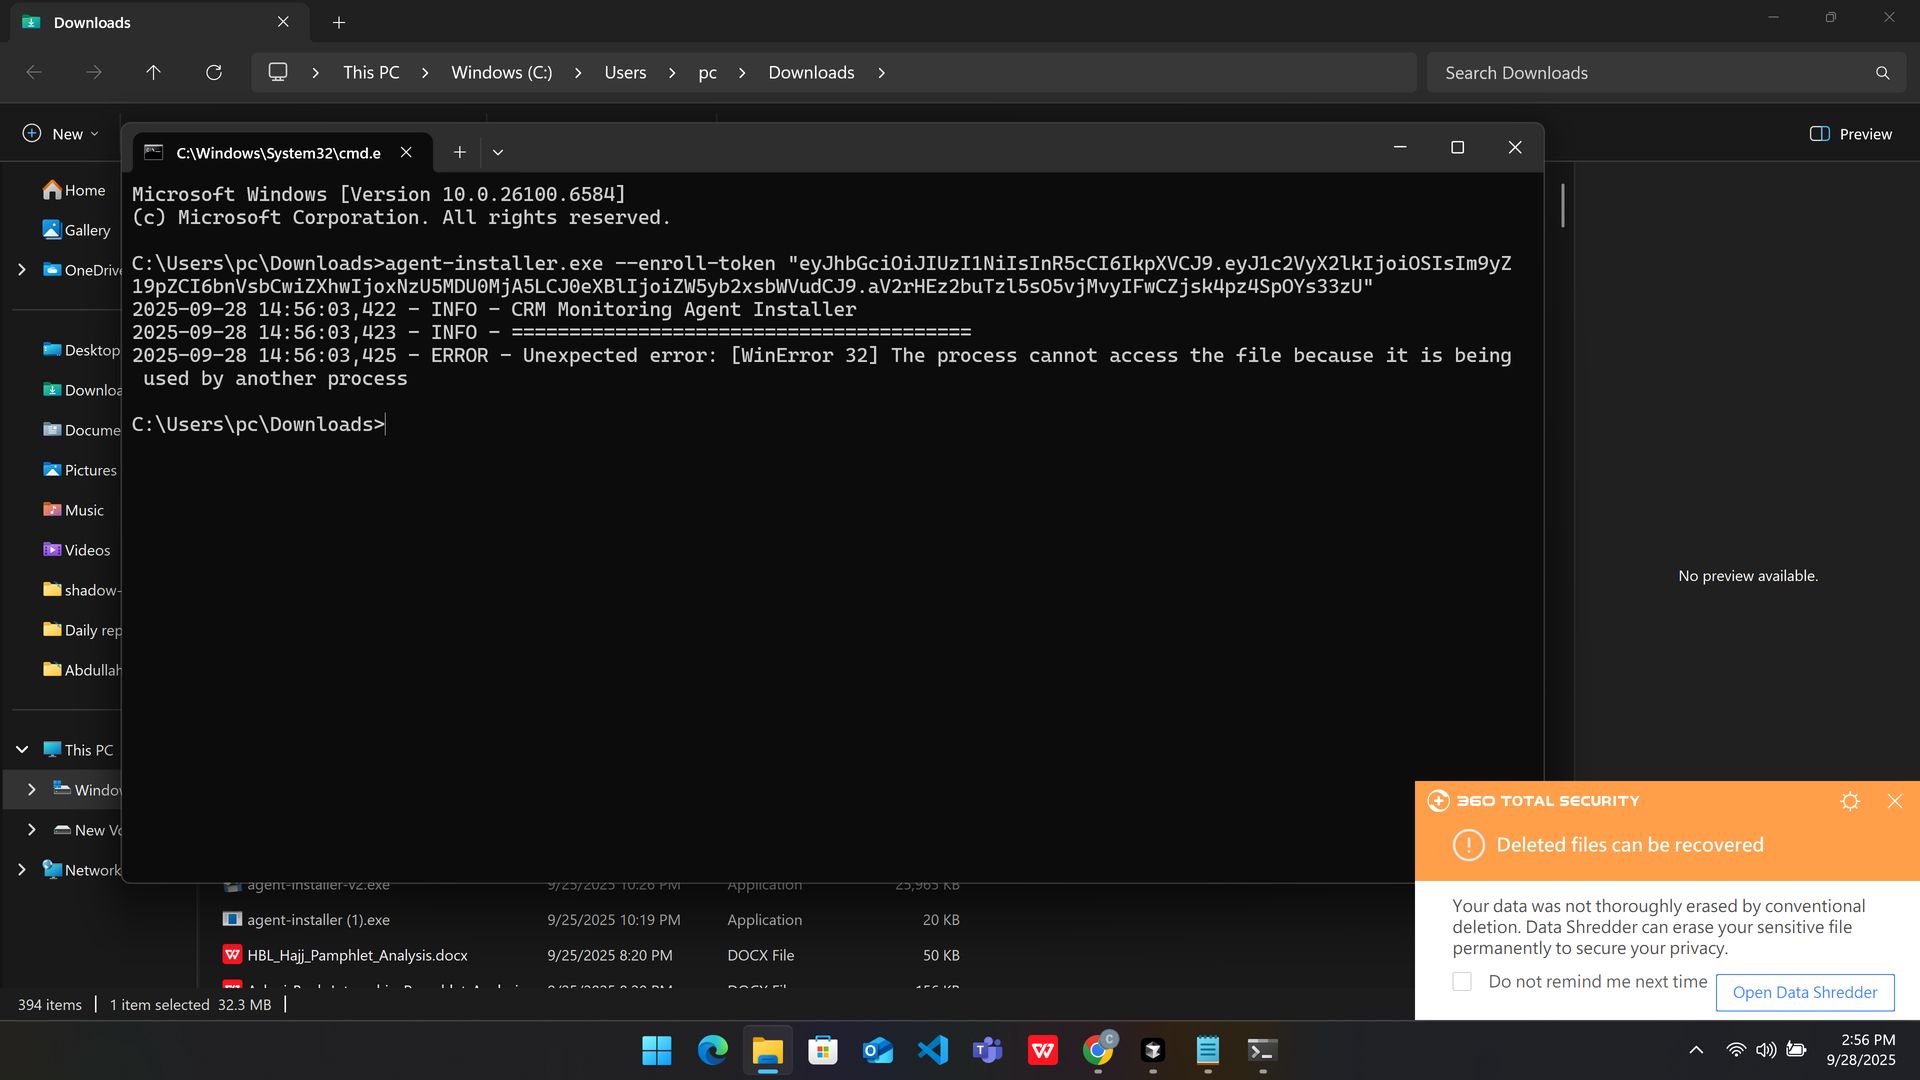 Downloads
This PC
Windows (C:)
Users
pc
Downloads
Search Downloads
New
Preview
C:\Windows\System32\cmd.e
Home
Gallery
OneDrive
Desktop
Downloa
Docume
Pictures
Music
Videos
shadow-
Daily rep
Abdullah
This PC
Window
New Vo
Network
Microsoft Windows [Version 10.0.26100.6584]
(c) Microsoft Corporation. All rights reserved.
C:\Users\pc\Downloads>agent-installer.exe --enroll-token "eyJhbGciOiJIUzI1NiIsInR5cCI6IkpXVCJ9.eyJ1c2VyX2lkIjoiOSIsIm9yZ
19pZCI6bnVsbCwiZXhwIjoxNzU5MDU0MjA5LCJ0eXBlIjoiZW5yb2xsbWVudCJ9.aV2rHEz2buTzl5sO5vjMvyIFwCZjsk4pz4SpOYs33zU"
2025-09-28 14:56:03,422 - INFO - CRM Monitoring Agent Installer
2025-09-28 14:56:03,423 - INFO - ========================================
2025-09-28 14:56:03,425 - ERROR - Unexpected error: [WinError 32] The process cannot access the file because it is being
used by another process
C:\Users\pc\Downloads>
No preview available.
agent-installer-v2.exe 9/25/2025 10:26 PM Application 25,965 KB
agent-installer (1).exe 9/25/2025 10:19 PM Application 20 KB
HBL_Hajj_Pamphlet_Analysis.docx 9/25/2025 8:20 PM DOCX File 50 KB
394 items 1 item selected 32.3 MB
360 TOTAL SECURITY
Deleted files can be recovered
Your data was not thoroughly erased by conventional
deletion. Data Shredder can erase your sensitive file
permanently to secure your privacy.
Do not remind me next time
Open Data Shredder
2:56 PM
9/28/2025